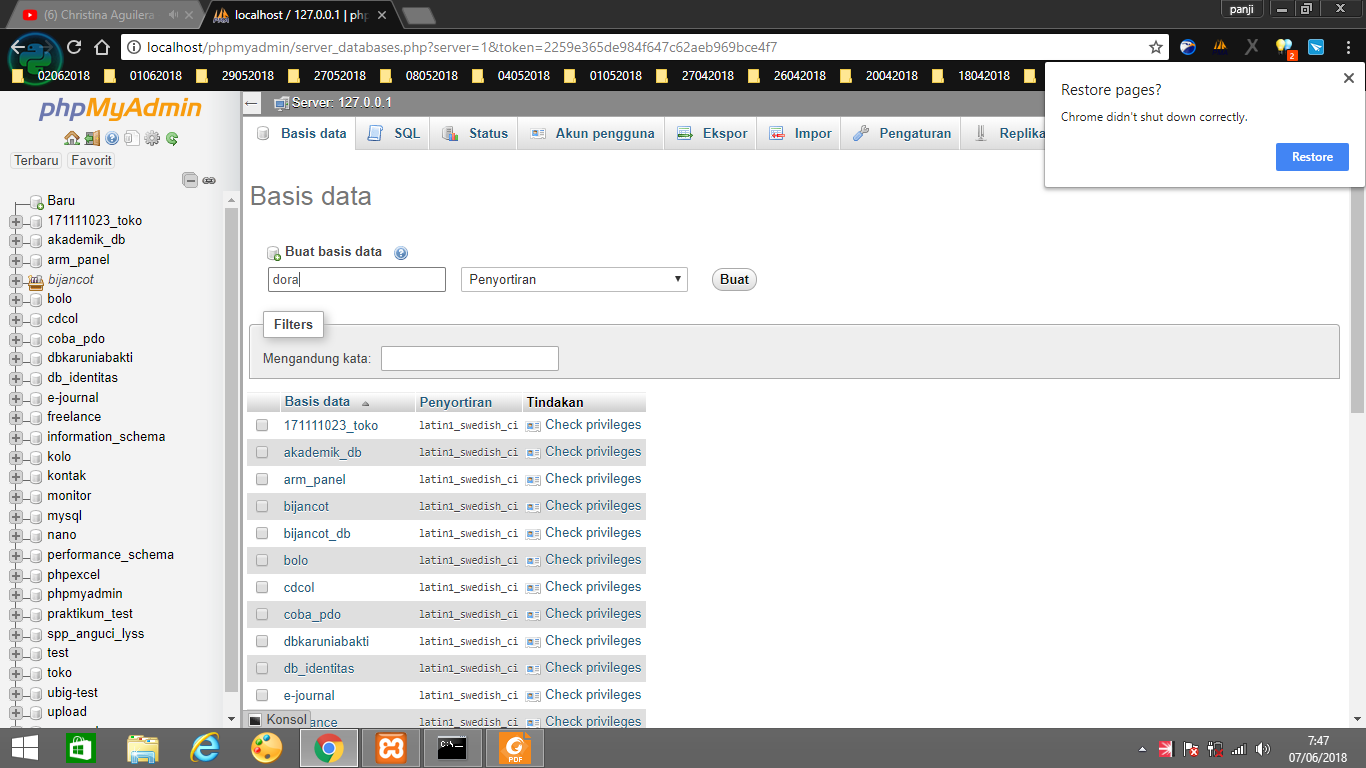 (6) Christina Aguilera
localhost / 127.0.0.1 | php
panji
localhost/phpmyadmin/server_databases.php?server=1&token=2259e365de984f647c62aeb969bce4f7
2
02062018 01062018 29052018 27052018 08052018 04052018 01052018 27042018 26042018 20042018 18042018
Restore pages?
Chrome didn't shut down correctly.
Restore
phpMyAdmin
Terbaru Favorit
Baru
171111023_toko
akademik_db
arm_panel
bijancot
bolo
cdcol
coba_pdo
dbkaruniabakti
db_identitas
e-journal
freelance
information_schema
kolo
kontak
monitor
mysql
nano
performance_schema
phpexcel
phpmyadmin
praktikum_test
spp_anguci_lyss
test
toko
ubig-test
upload
Server: 127.0.0.1
Basis data SQL Status Akun pengguna Ekspor Impor Pengaturan Replika
Basis data
Buat basis data
dora Penyortiran Buat
Filters
Mengandung kata:
Basis data Penyortiran Tindakan
171111023_toko latin1_swedish_ci Check privileges
akademik_db latin1_swedish_ci Check privileges
arm_panel latin1_swedish_ci Check privileges
bijancot latin1_swedish_ci Check privileges
bijancot_db latin1_swedish_ci Check privileges
bolo latin1_swedish_ci Check privileges
cdcol latin1_swedish_ci Check privileges
coba_pdo latin1_swedish_ci Check privileges
dbkaruniabakti latin1_swedish_ci Check privileges
db_identitas latin1_swedish_ci Check privileges
e-journal latin1_swedish_ci Check privileges
ance latin1_swedish_ci Check privileges
Konsol
C:\
PDF
7:47
07/06/2018